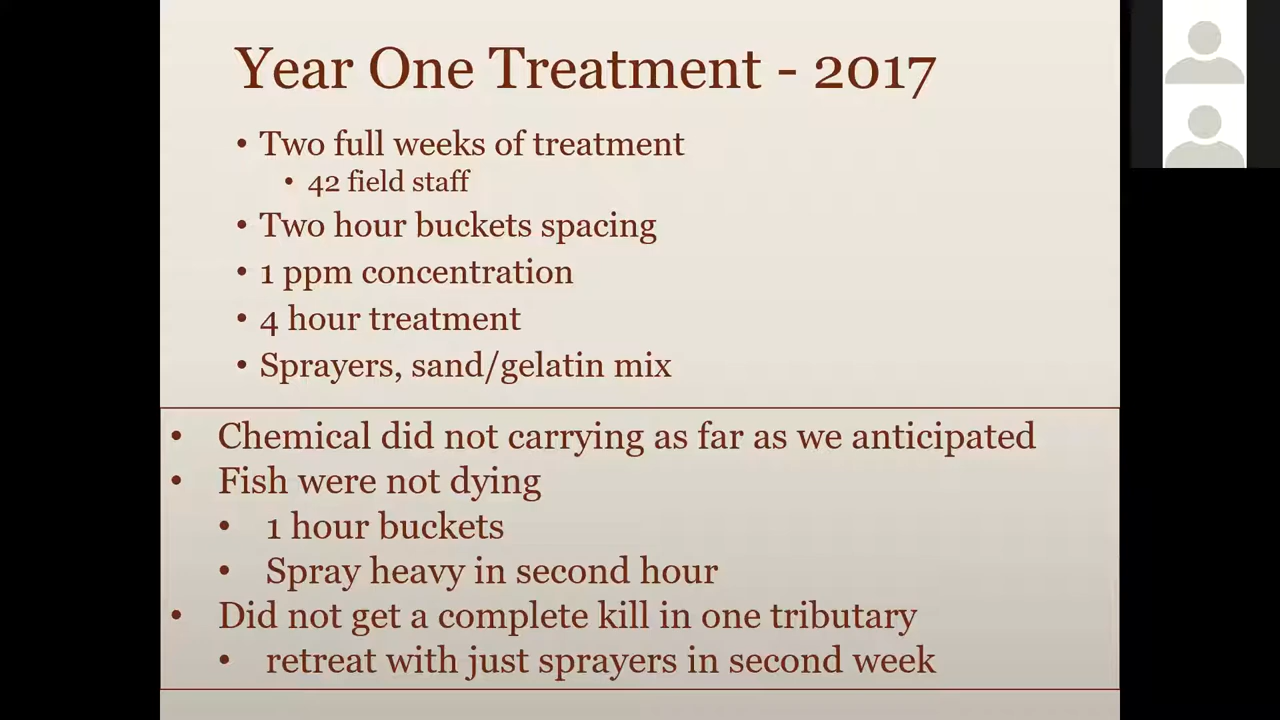 Year One Treatment - 2017
• Two full weeks of treatment
• 42 field staff
• Two hour buckets spacing
• 1 ppm concentration
• 4 hour treatment
• Sprayers, sand/gelatin mix
• Chemical did not carrying as far as we anticipated
• Fish were not dying
• 1 hour buckets
• Spray heavy in second hour
• Did not get a complete kill in one tributary
• retreat with just sprayers in second week